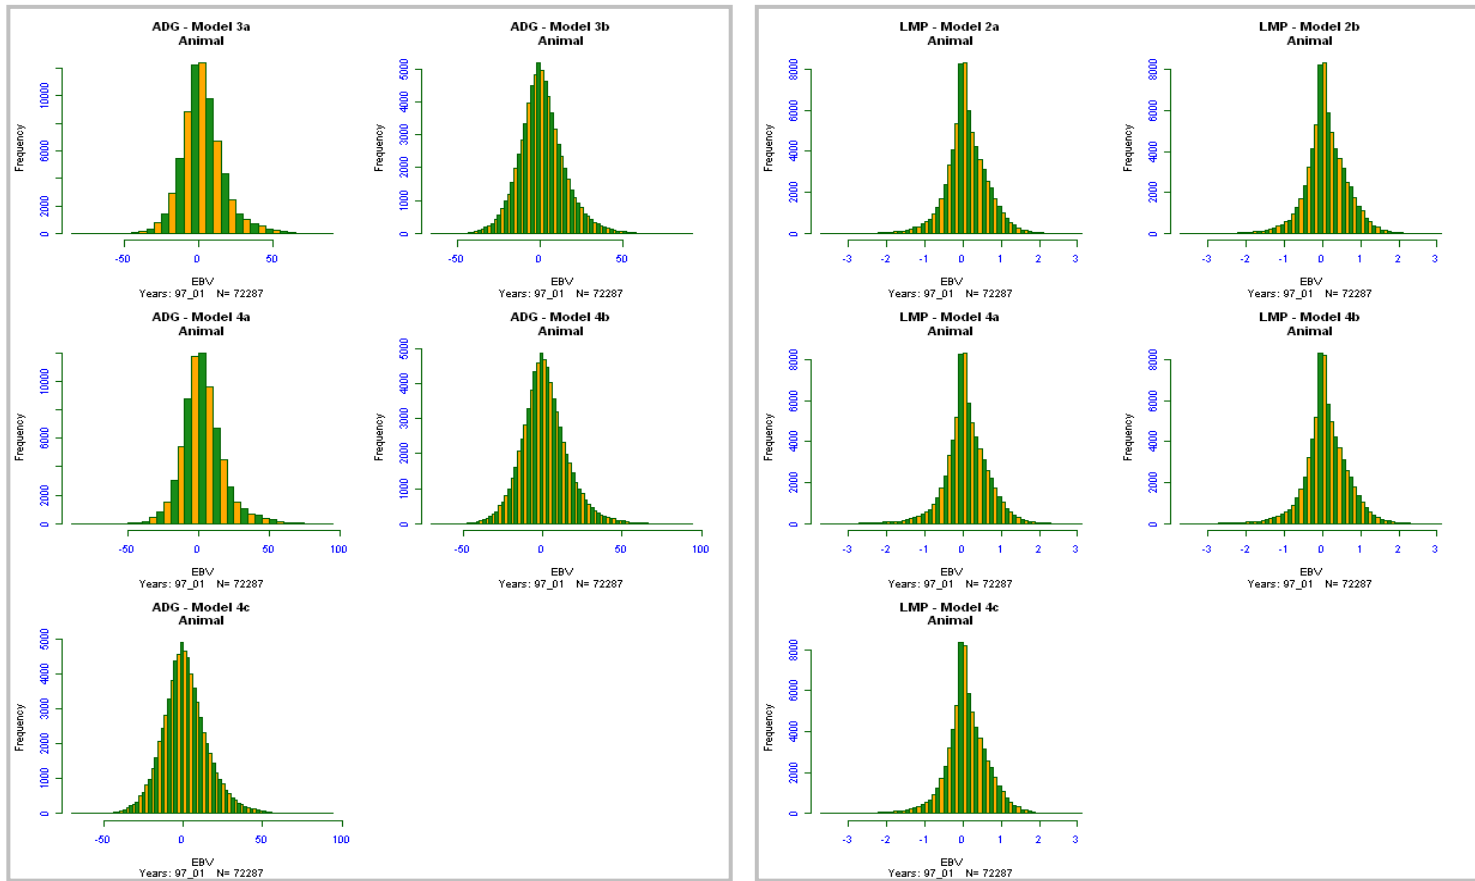 ADG - Model 3a
Animal
Frequency
0
2000
6000
10000
-50
0
50
EBV
Years: 97_01 N= 72287
ADG - Model 3b
Animal
Frequency
0
1000
2000
3000
4000
5000
-50
0
50
EBV
Years: 97_01 N= 72287
ADG - Model 4a
Animal
Frequency
0
2000
6000
10000
-50
0
50
100
EBV
Years: 97_01 N= 72287
ADG - Model 4b
Animal
Frequency
0
1000
2000
3000
4000
5000
-50
0
50
100
EBV
Years: 97_01 N= 72287
ADG - Model 4c
Animal
Frequency
0
1000
2000
3000
4000
5000
-50
0
50
100
EBV
Years: 97_01 N= 72287
LMP - Model 2a
Animal
Frequency
0
2000
4000
6000
8000
-3
-2
-1
0
1
2
3
EBV
Years: 97_01 N= 72287
LMP - Model 2b
Animal
Frequency
0
2000
4000
6000
8000
-3
-2
-1
0
1
2
3
EBV
Years: 97_01 N= 72287
LMP - Model 4a
Animal
Frequency
0
2000
4000
6000
8000
-3
-2
-1
0
1
2
3
EBV
Years: 97_01 N= 72287
LMP - Model 4b
Animal
Frequency
0
2000
4000
6000
8000
-3
-2
-1
0
1
2
3
EBV
Years: 97_01 N= 72287
LMP - Model 4c
Animal
Frequency
0
2000
4000
6000
8000
-3
-2
-1
0
1
2
3
EBV
Years: 97_01 N= 72287